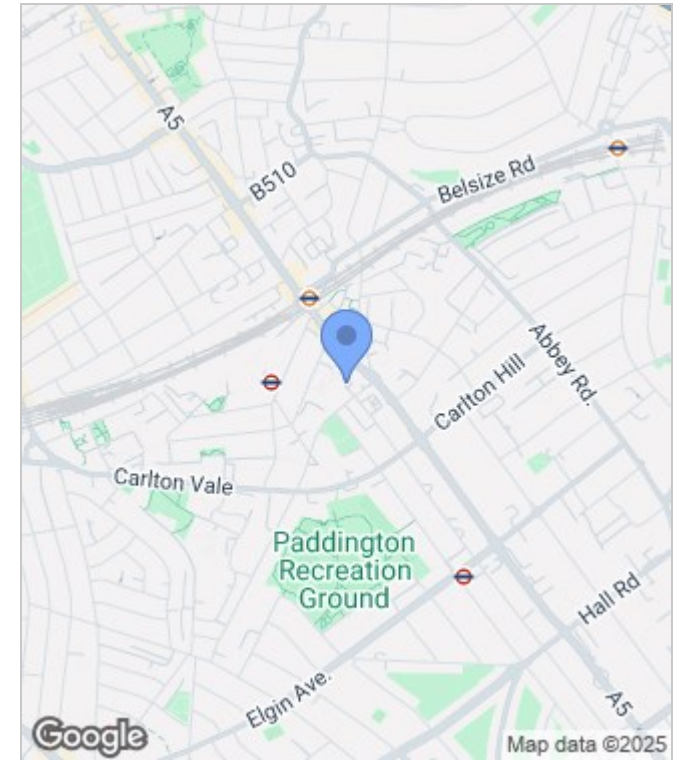 A5
B510
Belsize Rd
Abbey Rd.
Carlton Hill
Carlton Vale
Paddington
Recreation
Ground
Hall Rd
Elgin Ave.
A5
Google
Map data ©2025